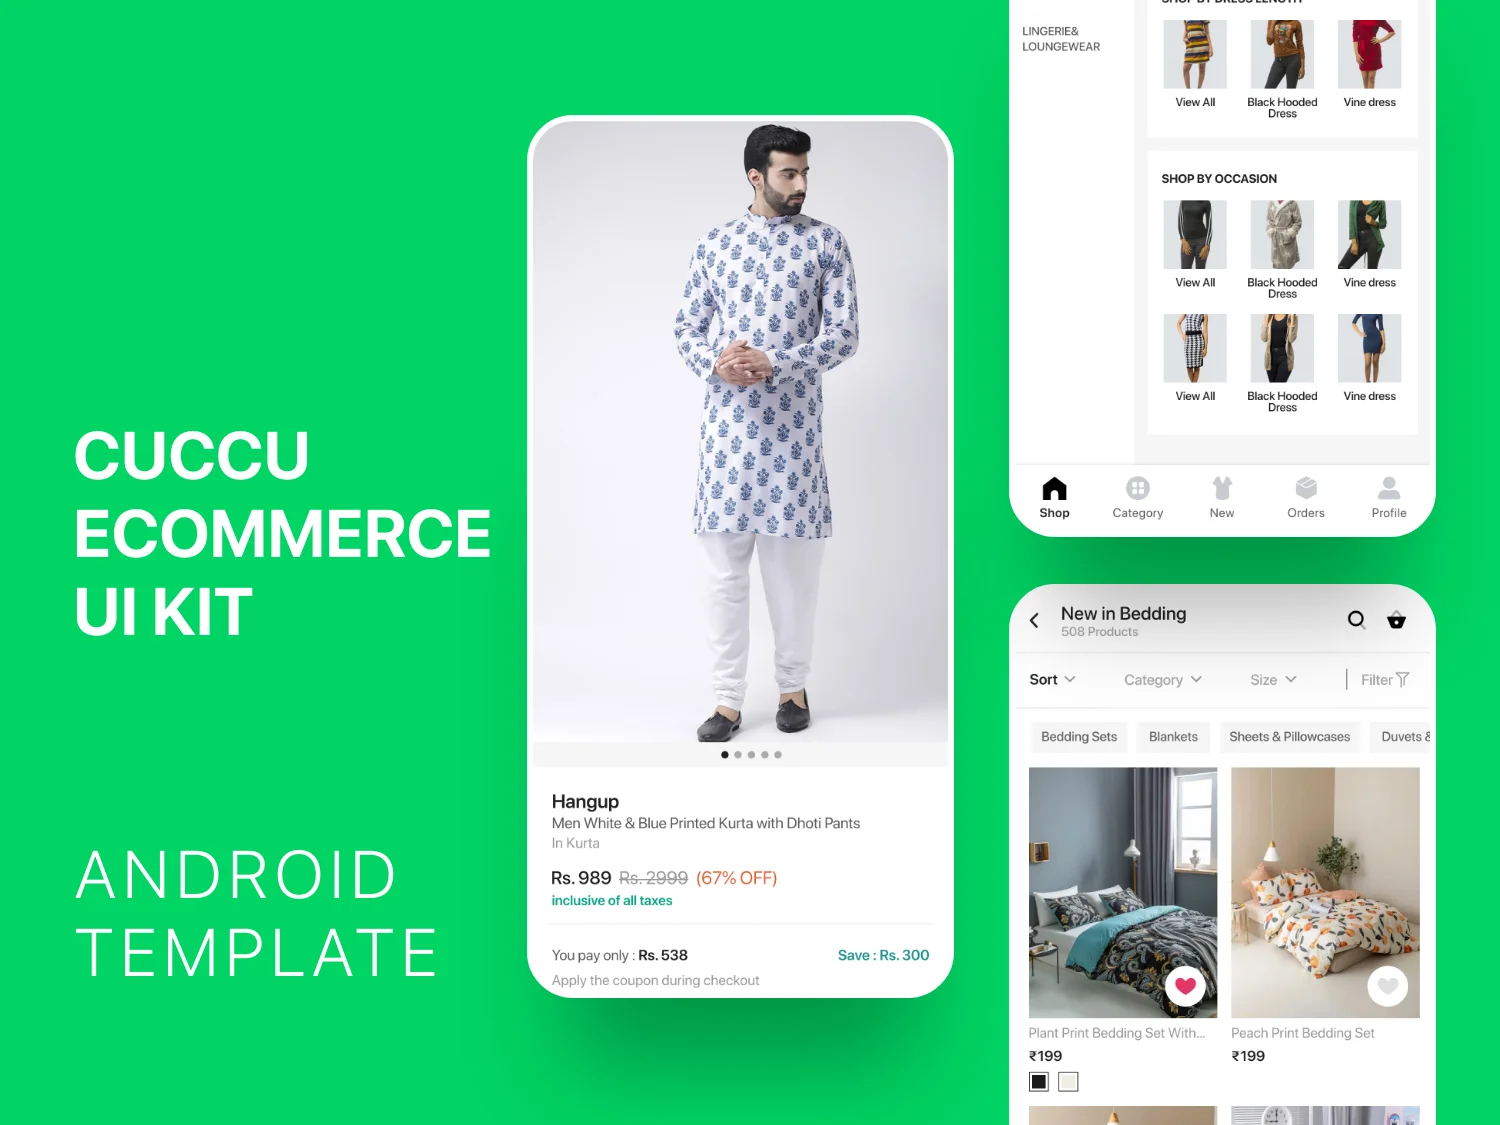 CUCCU
ECOMMERCE
UI KIT
ANDROID
TEMPLATE
Hangup
Men White & Blue Printed Kurta with Dhoti Pants
In Kurta
Rs. 989 Rs. 2999 (67% OFF)
inclusive of all taxes
You pay only : Rs. 538 Save : Rs. 300
Apply the coupon during checkout
SHOP BY DRESS LENGTH
LINGERIE&
LOUNGEWEAR
View All Black Hooded Vine dress
Dress
SHOP BY OCCASION
View All Black Hooded Vine dress
Dress
View All Black Hooded Vine dress
Dress
Shop Category New Orders Profile
New in Bedding
508 Products
Sort Category Size Filter
Bedding Sets Blankets Sheets & Pillowcases Duvets &
Plant Print Bedding Set With... Peach Print Bedding Set
₹199 ₹199